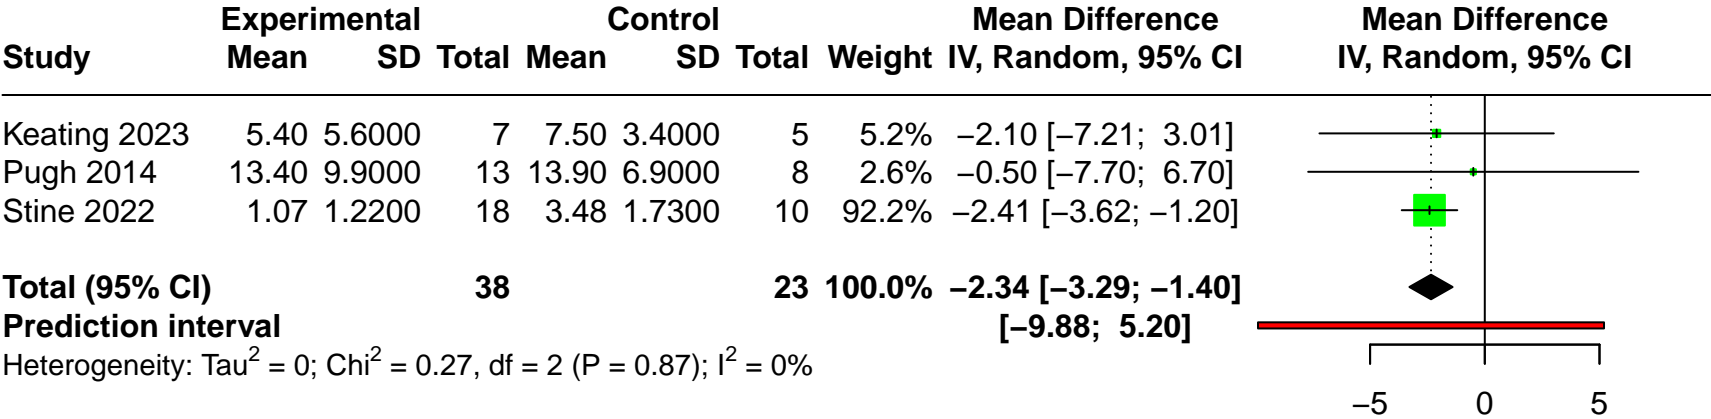 Experimental Control Mean Difference Mean Difference
Study Mean SD Total Mean SD Total Weight IV, Random, 95% CI IV, Random, 95% CI
Keating 2023 5.40 5.6000 7 7.50 3.4000 5 5.2% −2.10 [−7.21; 3.01]
Pugh 2014 13.40 9.9000 13 13.90 6.9000 8 2.6% −0.50 [−7.70; 6.70]
Stine 2022 1.07 1.2200 18 3.48 1.7300 10 92.2% −2.41 [−3.62; −1.20]
Total (95% CI) 38 23 100.0% −2.34 [−3.29; −1.40]
Prediction interval [−9.88; 5.20]
Heterogeneity: Tau² = 0; Chi² = 0.27, df = 2 (P = 0.87); I² = 0%
−5 0 5